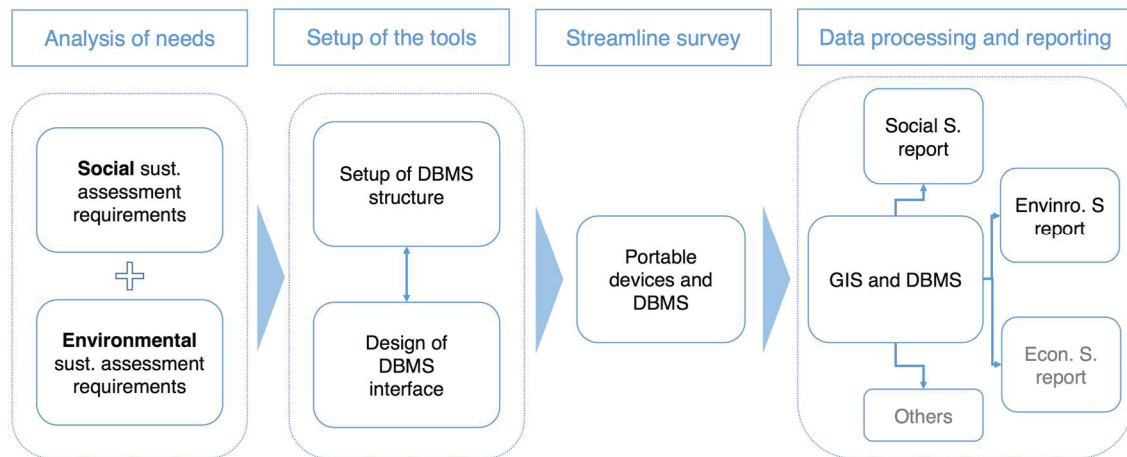 Analysis of needs
Setup of the tools
Streamline survey
Data processing and reporting
Social sust.
assessment
requirements
Environmental
sust. assessment
requirements
Setup of DBMS
structure
Design of
DBMS
interface
Portable
devices and
DBMS
Social S.
report
GIS and DBMS
Envinro. S
report
Econ. S.
report
Others